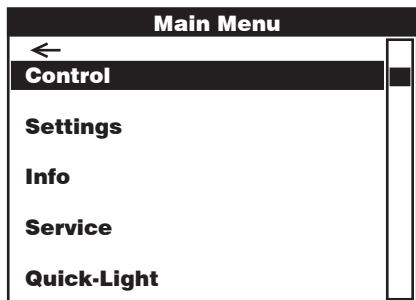 Main Menu
Control
Settings
Info
Service
Quick-Light